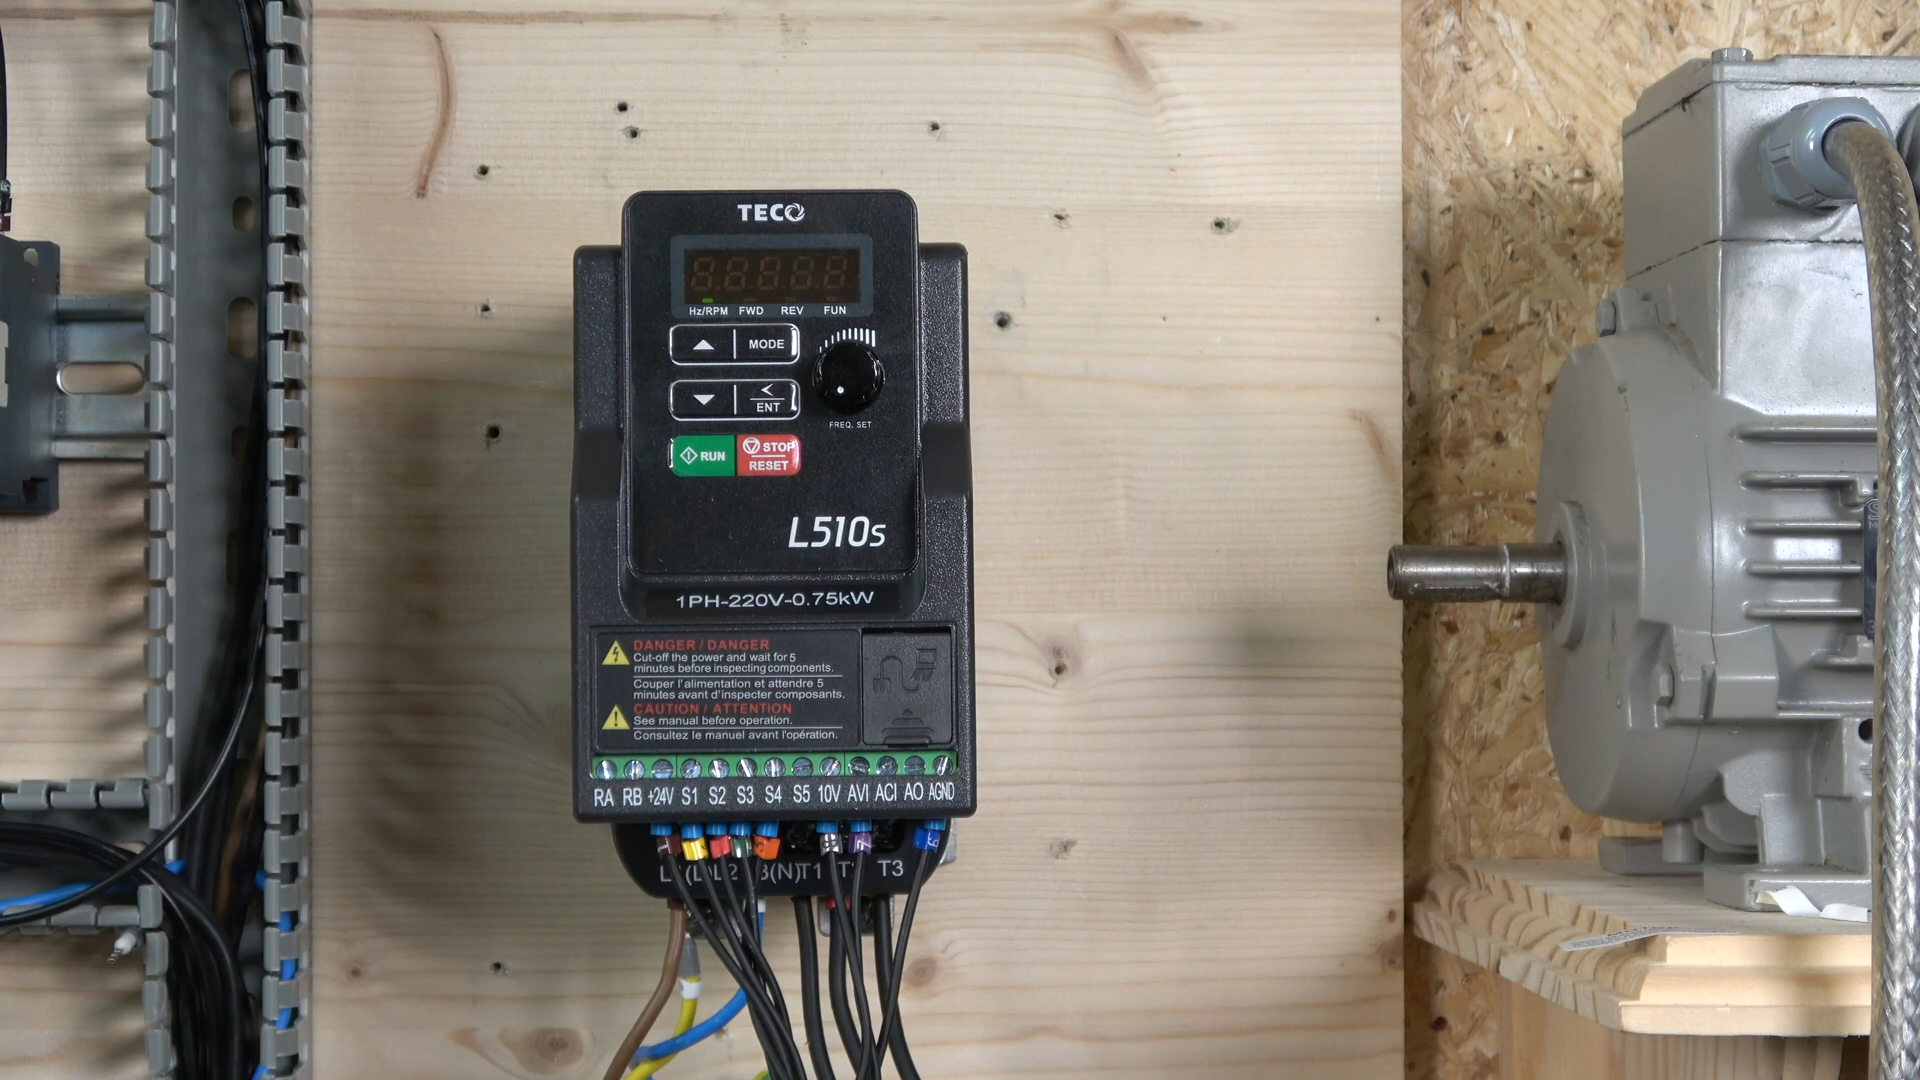 TECO
Hz/RPM FWD REV FUN
MODE
<
ENT
FREQ. SET
RUN
STOP
RESET
L510s
1PH-220V-0.75kW
DANGER / DANGER
Cut-off the power and wait for 5
minutes before inspecting components.
Couper l'alimentation et attendre 5
minutes avant d'inspecter composants.
CAUTION / ATTENTION
See manual before operation.
Consultez le manuel avant l'opération.
RA RB +24V S1 S2 S3 S4 S5 10V AVI ACI AO AGND
(N) T1 T3